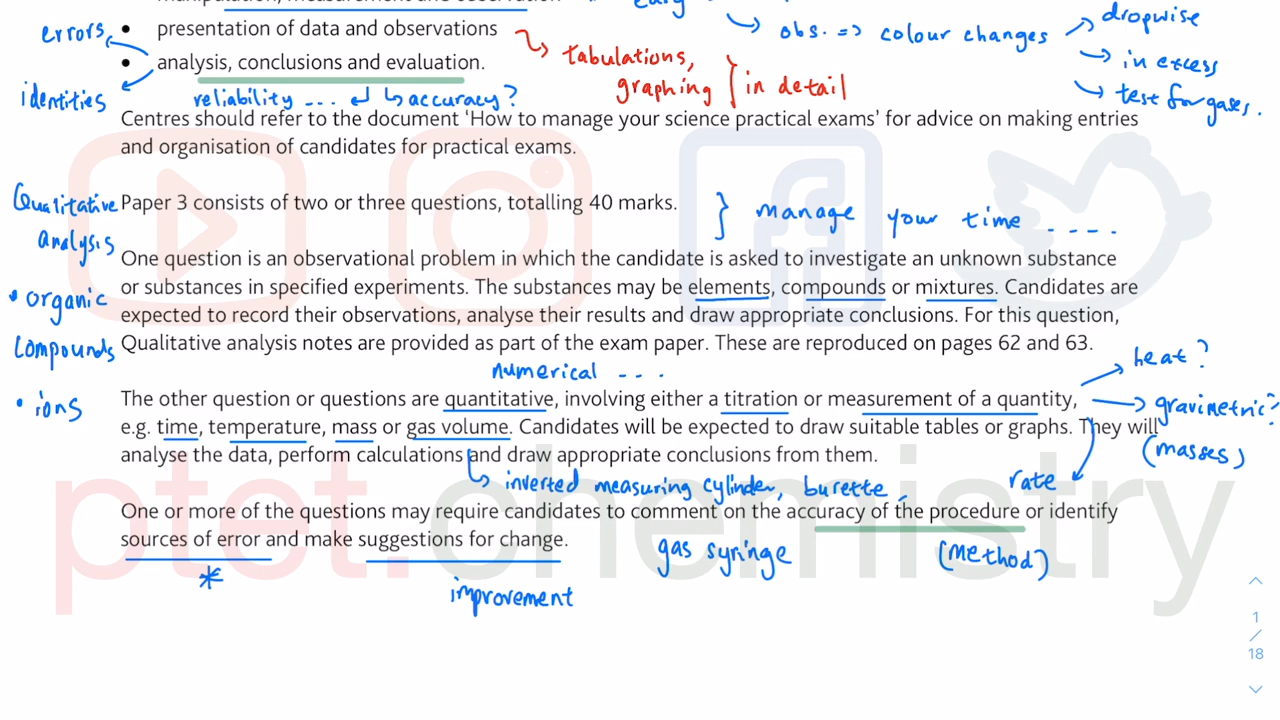 manipulation, measurement and observation
• presentation of data and observations
• analysis, conclusions and evaluation.
errors
identities
reliability ... accuracy?
tabulations,
graphing } in detail
obs. => colour changes
dropwise
in excess
test for gases.
Centres should refer to the document ‘How to manage your science practical exams’ for advice on making entries
and organisation of candidates for practical exams.
Qualitative
analysis
• organic
compounds
• ions
Paper 3 consists of two or three questions, totalling 40 marks.
} manage your time ....
One question is an observational problem in which the candidate is asked to investigate an unknown substance
or substances in specified experiments. The substances may be elements, compounds or mixtures. Candidates are
expected to record their observations, analyse their results and draw appropriate conclusions. For this question,
Qualitative analysis notes are provided as part of the exam paper. These are reproduced on pages 62 and 63.
numerical ...
heat?
gravimetric?
(masses)
rate
The other question or questions are quantitative, involving either a titration or measurement of a quantity,
e.g. time, temperature, mass or gas volume. Candidates will be expected to draw suitable tables or graphs. They will
analyse the data, perform calculations and draw appropriate conclusions from them.
inverted measuring cylinder, burette,
gas syringe
One or more of the questions may require candidates to comment on the accuracy of the procedure or identify
sources of error and make suggestions for change.
(method)
*
improvement
ptet.chemistry
1
/
18